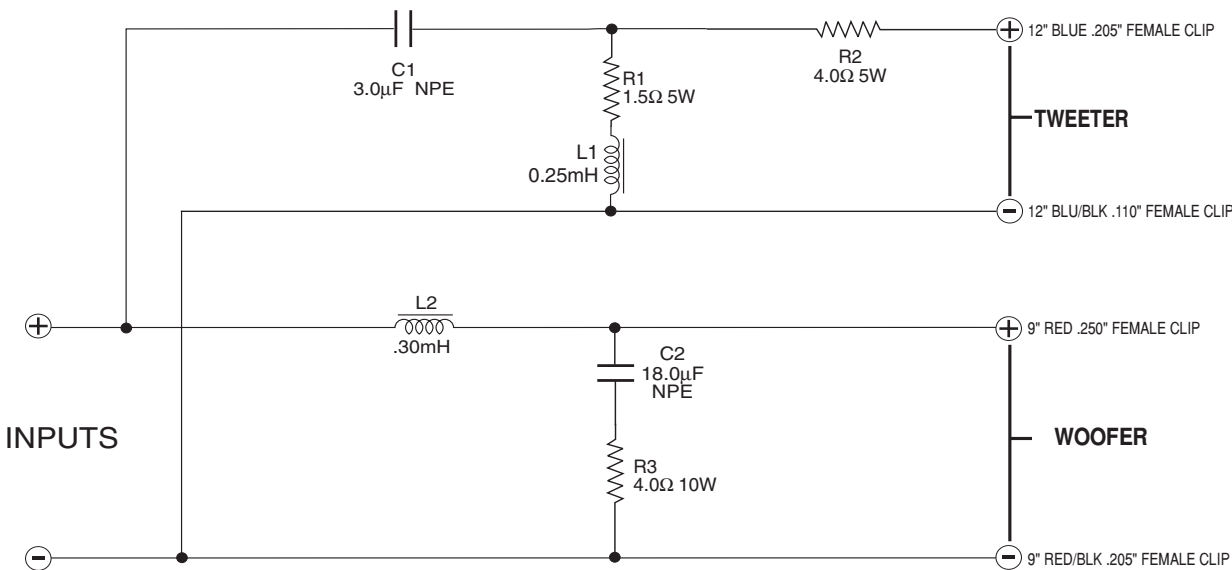 C1
3.0μF NPE
R1
1.5Ω 5W
L1
0.25mH
R2
4.0Ω 5W
+ 12" BLUE .205" FEMALE CLIP
TWEETER
- 12" BLU/BLK .110" FEMALE CLIP
+
L2
.30mH
C2
18.0μF
NPE
R3
4.0Ω 10W
+ 9" RED .250" FEMALE CLIP
INPUTS
WOOFER
-
- 9" RED/BLK .205" FEMALE CLIP